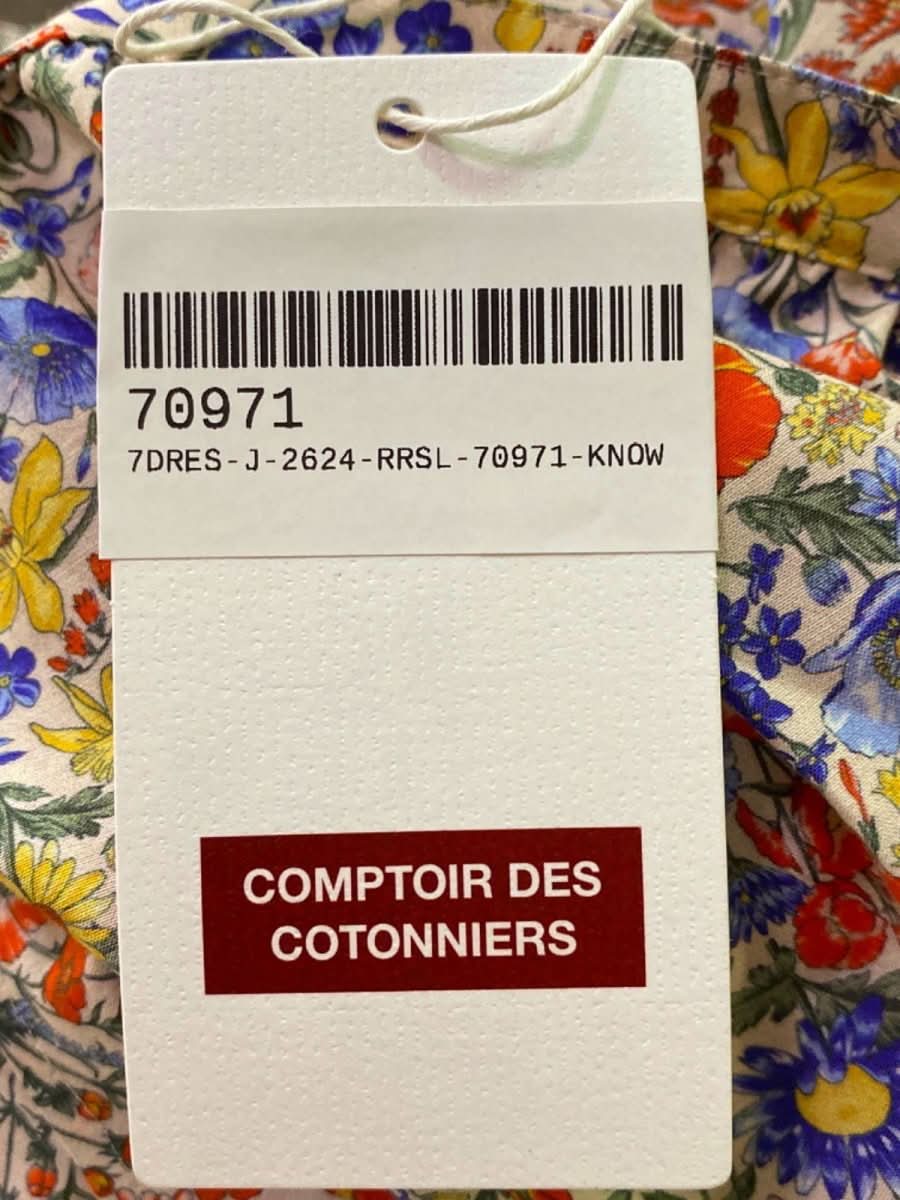 70971
7DRES-J-2624-RRSL-70971-KNOW
COMPTOIR DES
COTONNIERS